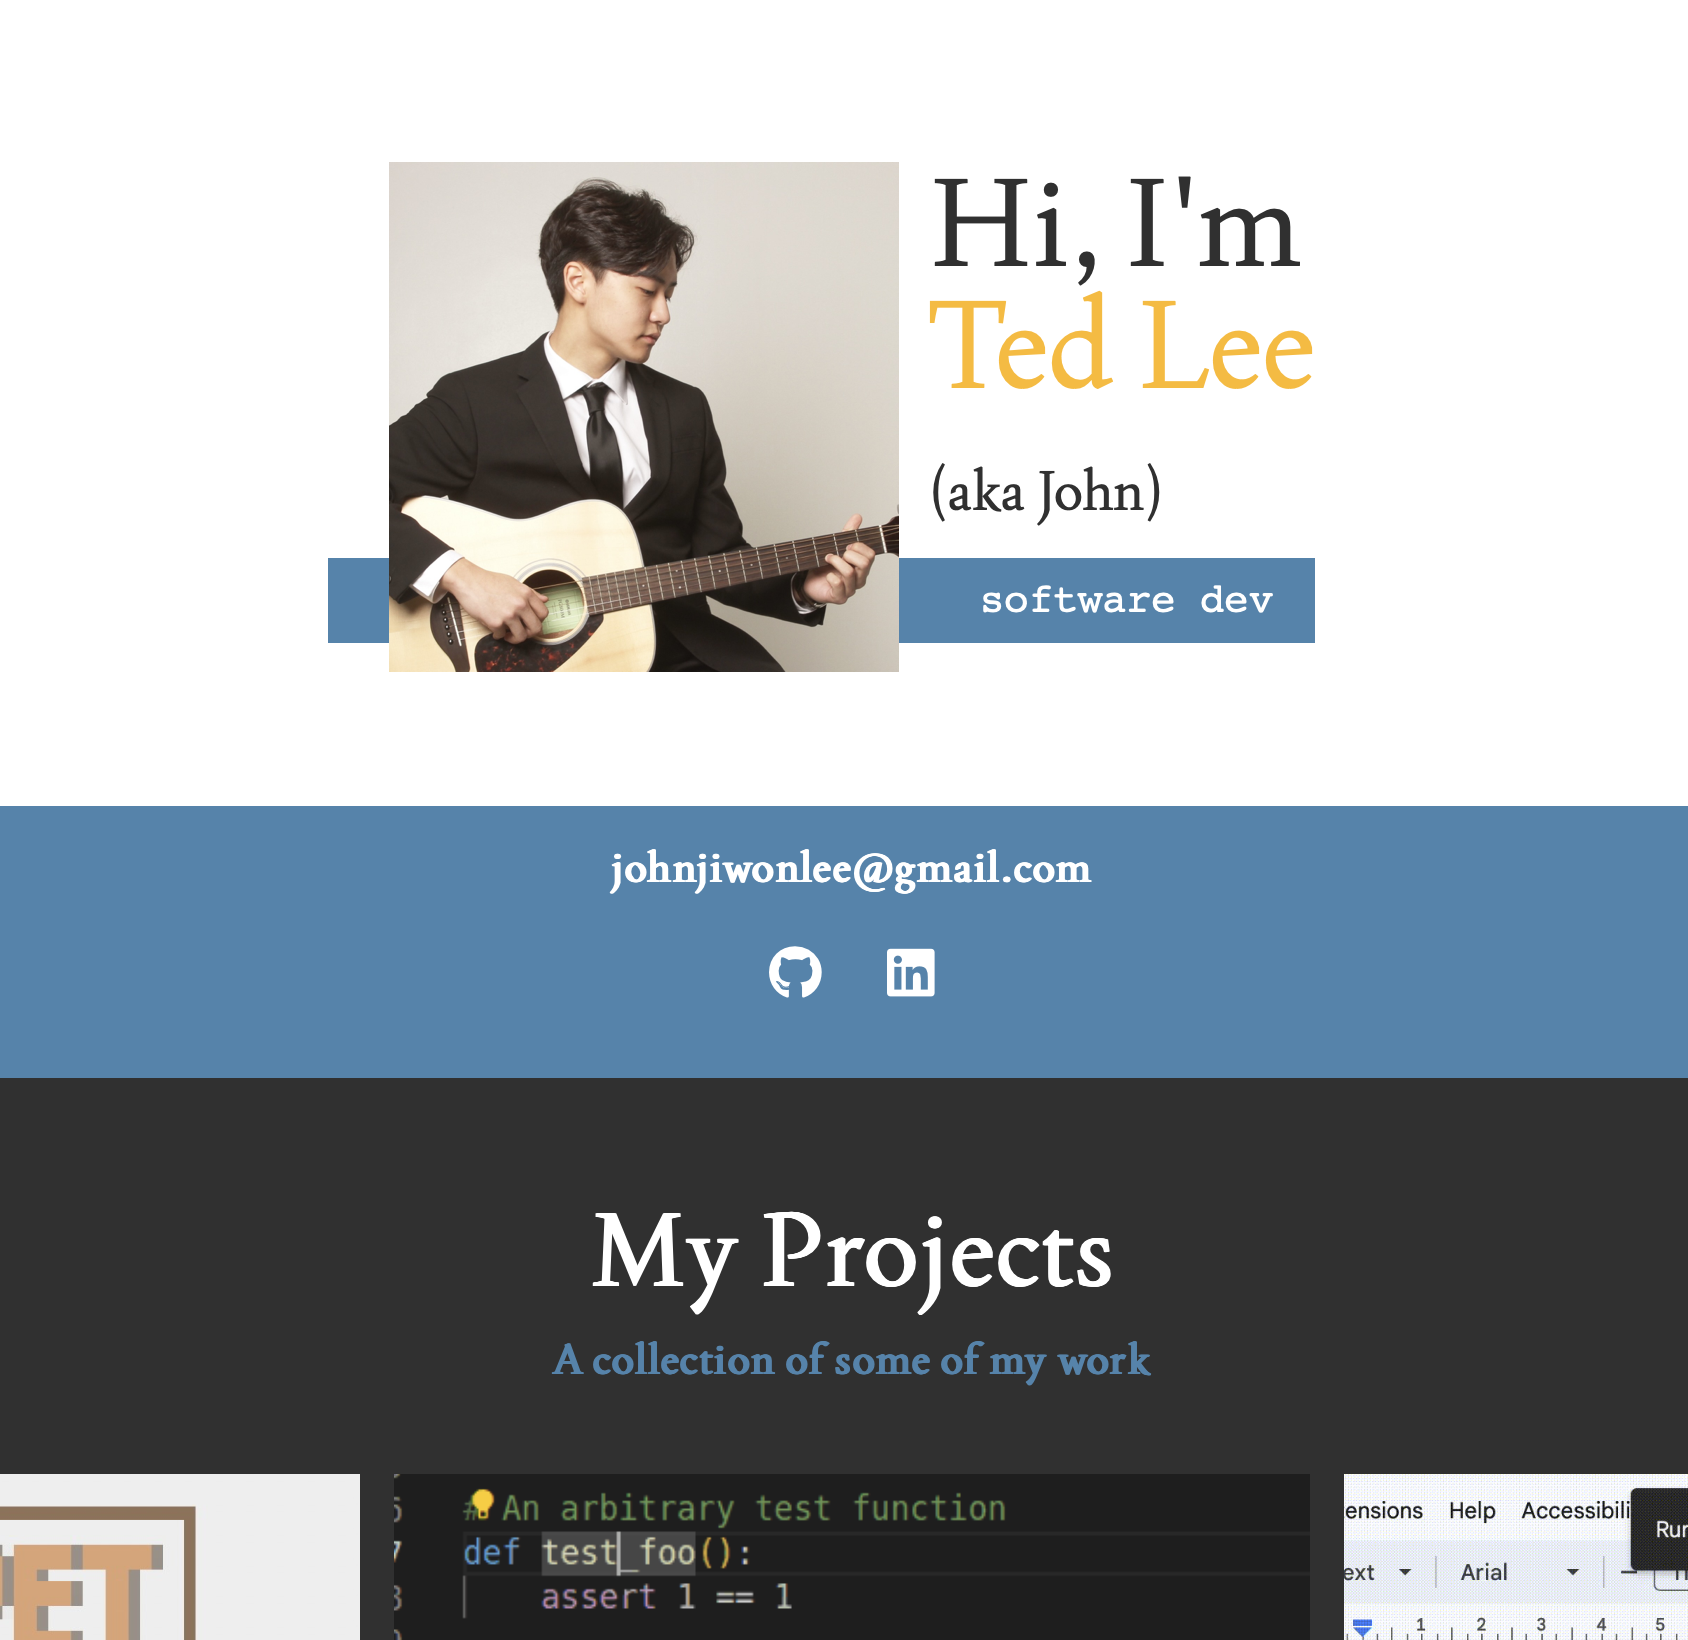 Hi, I'm
Ted Lee
(aka John)
software dev
johnjiwonlee@gmail.com
in
My Projects
A collection of some of my work
ET
# An arbitrary test function
def test_foo():
assert 1 == 1
ensions Help Accessibili
Run
ext Arial
1 2 3 4 5